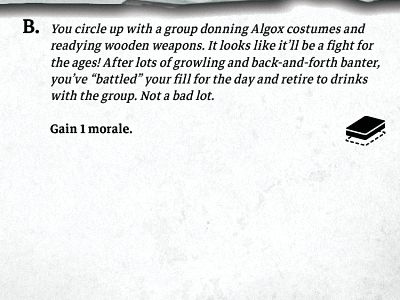 B. You circle up with a group donning Algox costumes and
readying wooden weapons. It looks like it’ll be a fight for
the ages! After lots of growling and back-and-forth banter,
you’ve “battled” your fill for the day and retire to drinks
with the group. Not a bad lot.
Gain 1 morale.